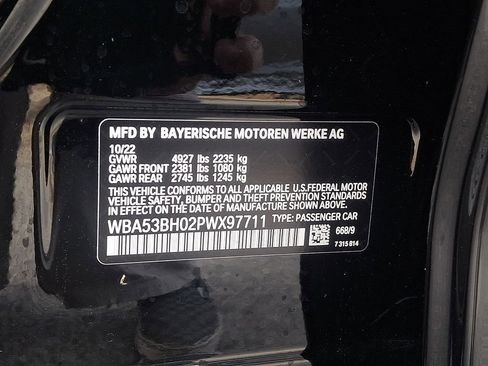 MFD BY BAYERISCHE MOTOREN WERKE AG
10/22
GVWR 4927 lbs 2235 kg
GAWR FRONT 2381 lbs 1080 kg
GAWR REAR 2745 lbs 1245 kg
THIS VEHICLE CONFORMS TO ALL APPLICABLE U.S.FEDERAL MOTOR
VEHICLE SAFETY, BUMPER AND THEFT PREVENTION STANDARDS
IN EFFECT ON THE DATE OF MANUFACTURE SHOWN ABOVE.
WBA53BH02PWX97711 TYPE: PASSENGER CAR
668/9
7 315 814